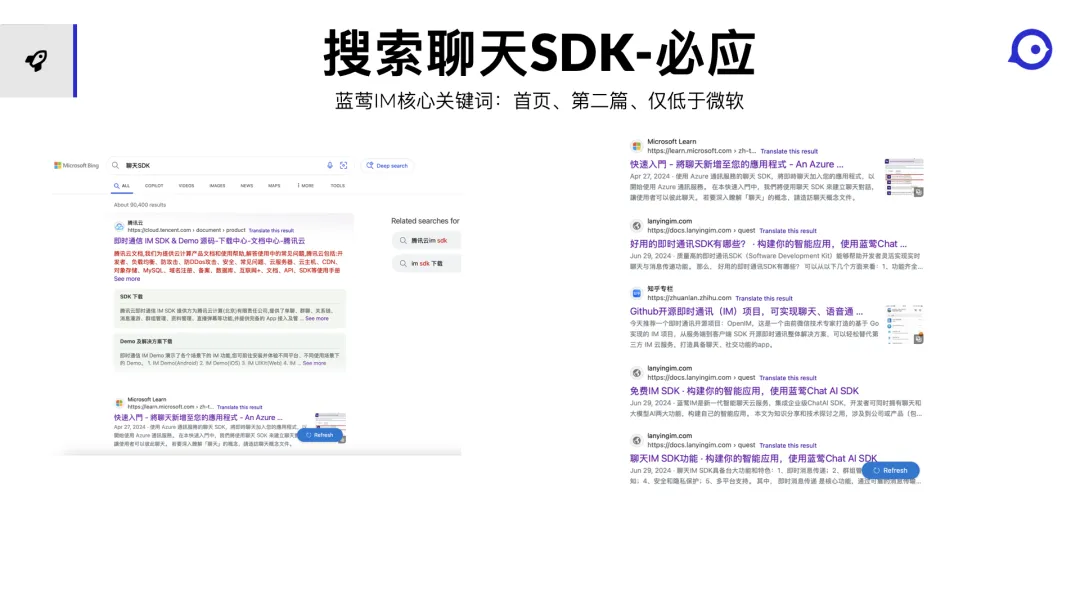 搜索聊天SDK-必应
蓝莺IM核心关键词：首页、第二篇、仅低于微软
Microsoft Bing
聊天SDK
Deep search
ALL COPILOT VIDEOS IMAGES NEWS MAPS MORE TOOLS
About 90,400 results
腾讯云
https://cloud.tencent.com › document › product Translate this result
即时通信 IM SDK & Demo 源码-下载中心-文档中心-腾讯云
腾讯云文档,我们为提供云计算产品文档和使用帮助,解答使用中的常见问题,腾讯云包括:开
发者、负载均衡、防攻击、防DDos攻击、安全、常见问题、云服务器、云主机、CDN、
对象存储、MySQL、域名注册、备案、数据库、互联网+、文档、API、SDK等使用手册
See more
SDK 下载
腾讯云即时通信 IM SDK 提供方为腾讯云计算(北京)有限责任公司,提供了单聊、群聊、关系链、
消息漫游、群组管理、资料管理、直播弹幕等功能,并提供完备的 App 接入及管 ... See more
Demo 及解决方案下载
即时通信 IM Demo 演示了各个场景下的 IM 功能,您可前往安装并体验不同平台、不同使用场景下
的 Demo。 1. IM Demo(Android) 2. IM Demo(iOS) 3. IM UIKit(Web) 4. IM ... See more
Microsoft Learn
https://learn.microsoft.com › zh-t... Translate this result
快速入門 - 將聊天新增至您的應用程式 - An Azure ...
Apr 27, 2024 · 使用 Azure 通訊服務的聊天 SDK，將即時聊天加入您的應用程式，以
開始使用 Azure 通訊服務。 在本快速入門中，我們將使用聊天
讓使用者可以彼此聊天。 若要深入瞭解「聊天」的概念，請造訪聊天概念文件。
Refresh
Related searches for
腾讯云im sdk
im sdk 下载
Microsoft Learn
https://learn.microsoft.com › zh-t... Translate this result
快速入門 - 將聊天新增至您的應用程式 - An Azure ...
Apr 27, 2024 · 使用 Azure 通訊服務的聊天 SDK，將即時聊天加入您的應用程式，以
開始使用 Azure 通訊服務。 在本快速入門中，我們將使用聊天 SDK 來建立聊天對話，
讓使用者可以彼此聊天。 若要深入瞭解「聊天」的概念，請造訪聊天概念文件。
lanyingim.com
https://docs.lanyingim.com › quest Translate this result
好用的即时通讯SDK有哪些？ · 构建你的智能应用，使用蓝莺Chat ...
Jun 29, 2024 · 质量高的即时通讯SDK（Software Development Kit）能够帮助开发者灵活实现实时
聊天与消息传递功能。 那么， 好用的即时通讯SDK有哪些？ 可以从以下几个方面来看：1、功能齐全...
知乎专栏
https://zhuanlan.zhihu.com Translate this result
Github开源即时通讯（IM）项目，可实现聊天、语音通 ...
今天推荐一个即时通讯开源项目：OpenIM，这是一个由前微信技术专家打造的基于 Go
实现的 IM 项目，从服务端到客户端 SDK 开源即时通讯整体解决方案，可以轻松替代第
三方 IM 云服务，打造具备聊天、社交功能的app。
lanyingim.com
https://docs.lanyingim.com › quest Translate this result
免费IM SDK · 构建你的智能应用，使用蓝莺Chat AI SDK
Jun 29, 2024 · 蓝莺IM是新一代智能聊天云服务，集成企业级ChatAI SDK，开发者可同时拥有聊天和
大模型AI两大功能，构建自己的智能应用。 本文为知识分享和技术探讨之用，涉及到公司或产品（包...
lanyingim.com
https://docs.lanyingim.com › quest Translate this result
聊天IM SDK功能 · 构建你的智能应用，使用蓝莺Chat AI SDK
Jun 29, 2024 · 聊天IM SDK具备台大功能和特色：1、即时消息传递；2、群组管
知；4、安全和隐私保护；5、多平台支持。 其中， 即时消息传递 是核心功能，通过可靠的消息传输...
Refresh